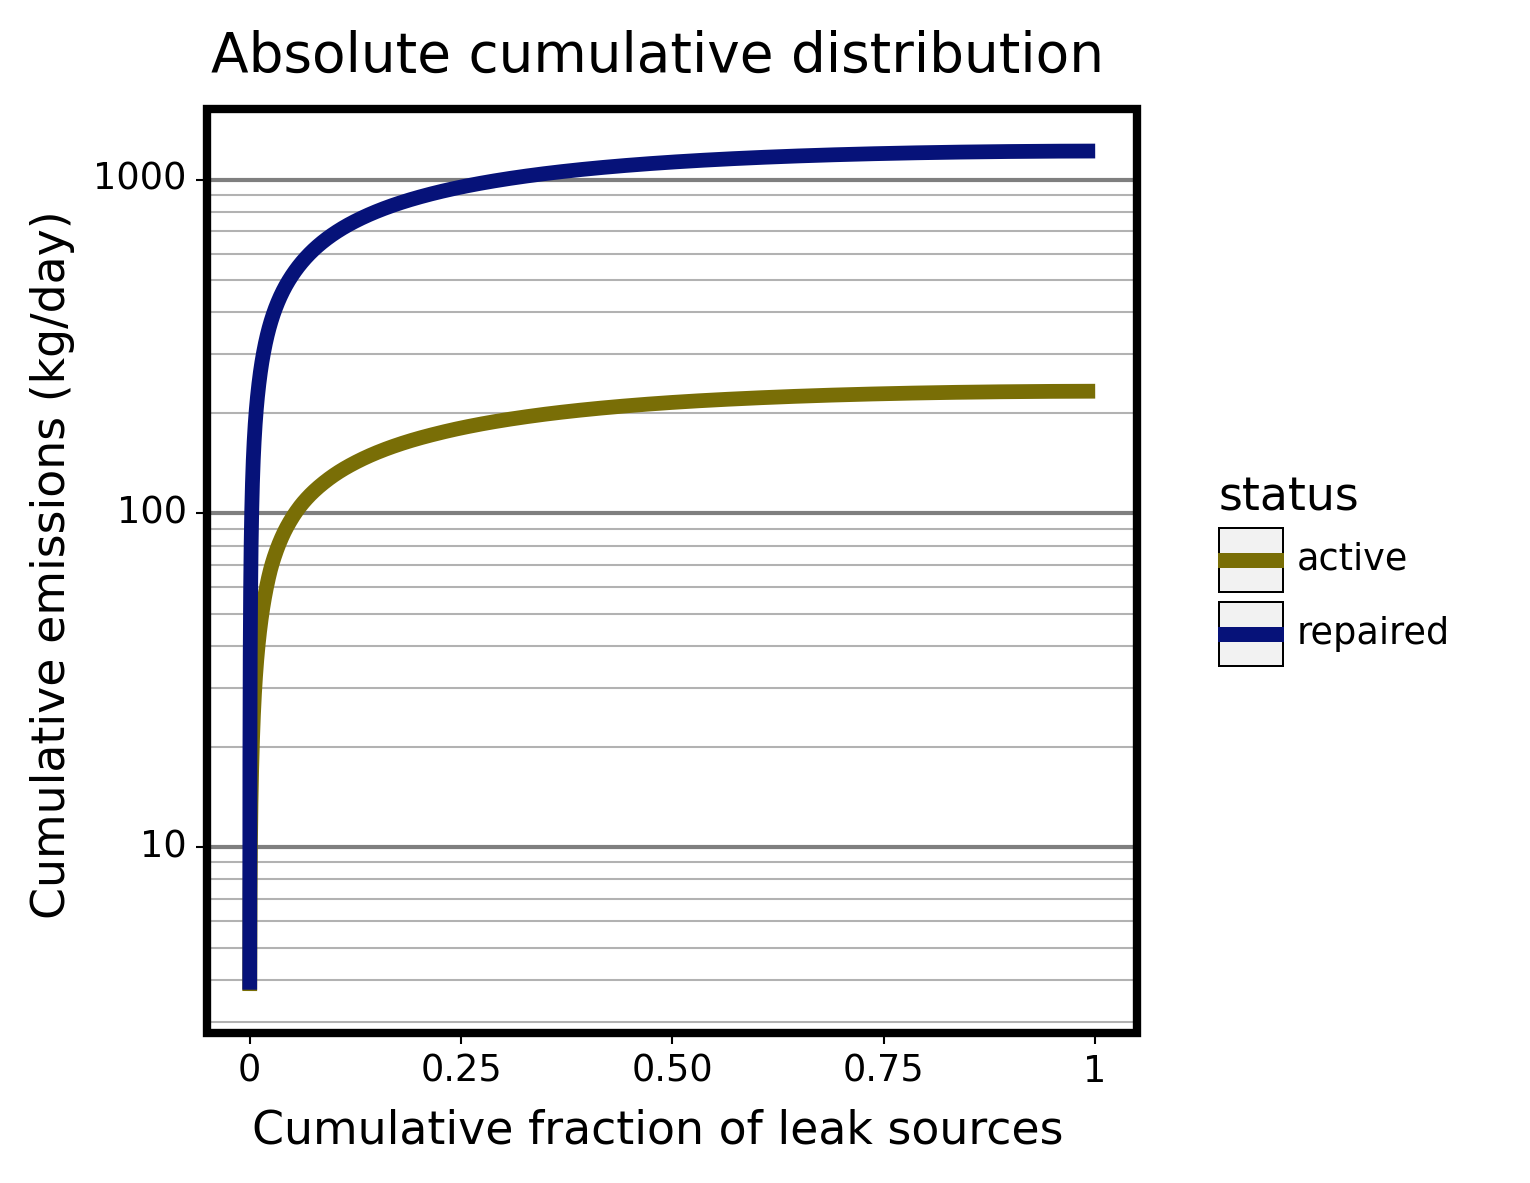 Absolute cumulative distribution
Cumulative emissions (kg/day)
1000
100
10
0
0.25
0.50
0.75
1
Cumulative fraction of leak sources
status
active
repaired